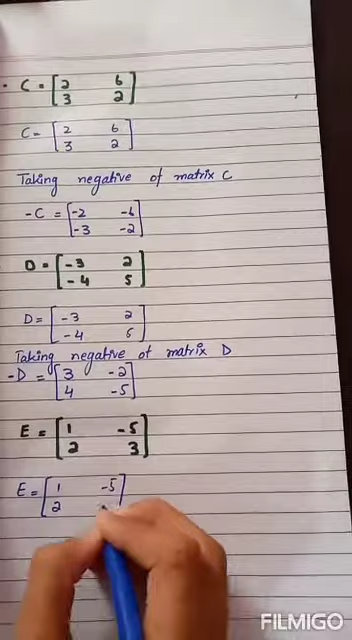 . C = [2 6
3 2]
C = [2 6
3 2]
Taking negative of matrix C
-C = [-2 -6
-3 -2]
D = [-3 2
-4 5]
D = [-3 2
-4 5]
Taking negative of matrix D
-D = [3 -2
4 -5]
E = [1 -5
2 3]
E = [1 -5
2
FILMIGO